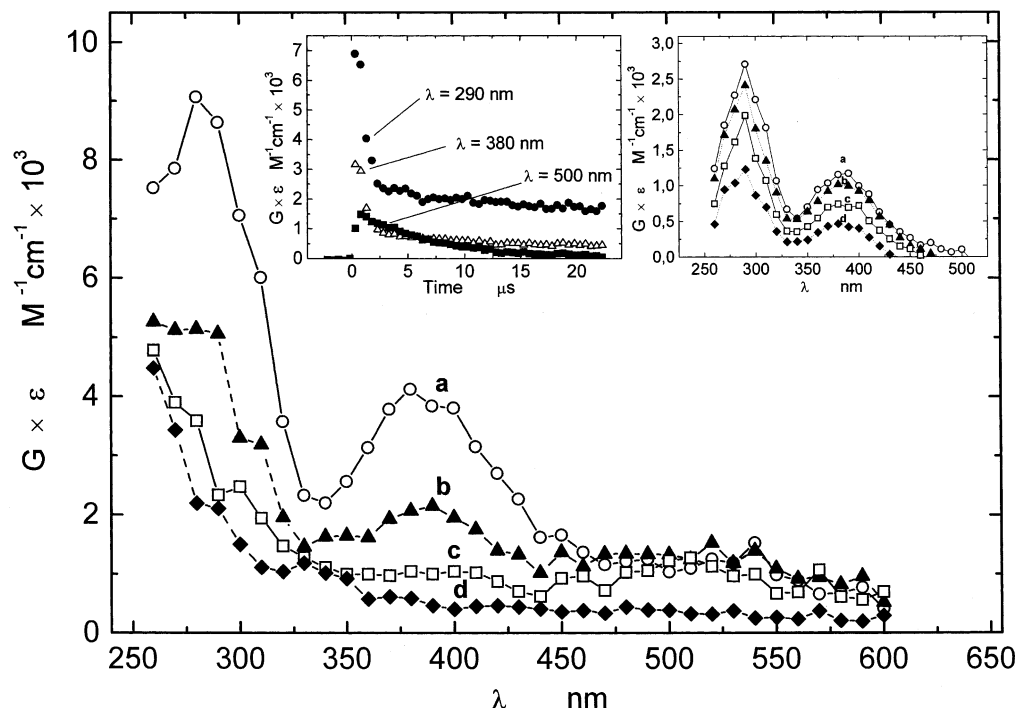 10
8
6
4
2
0
G × ε M⁻¹cm⁻¹ × 10³
250 300 350 400 450 500 550 600 650
λ nm
a
b
c
d
7
6
5
4
3
2
1
0
G × ε M⁻¹cm⁻¹ × 10³
λ = 290 nm
λ = 380 nm
λ = 500 nm
0 5 10 15 20
Time μs
3,0
2,5
2,0
1,5
1,0
0,5
0,0
G × ε M⁻¹cm⁻¹ × 10³
a
b
c
d
250 300 350 400 450 500
λ nm